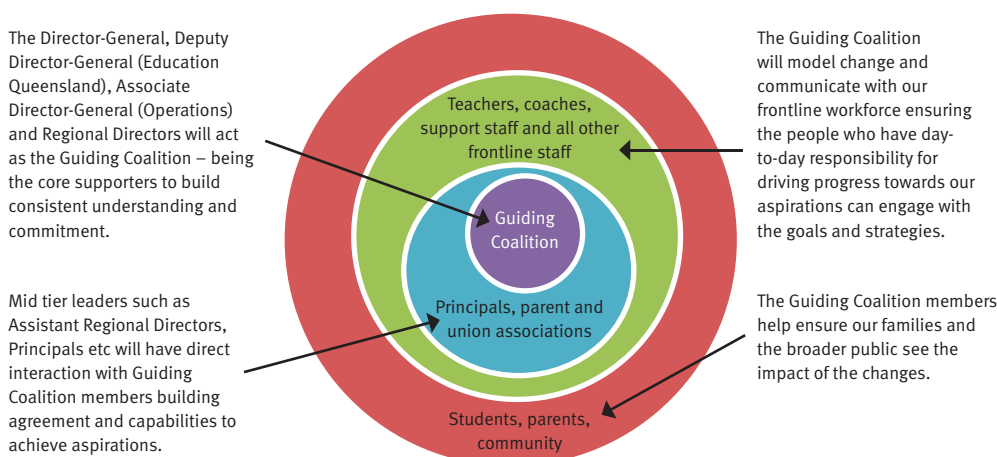 The Director-General, Deputy
Director-General (Education
Queensland), Associate
Director-General (Operations)
and Regional Directors will act
as the Guiding Coalition – being
the core supporters to build
consistent understanding and
commitment.
Mid tier leaders such as
Assistant Regional Directors,
Principals etc will have direct
interaction with Guiding
Coalition members building
agreement and capabilities to
achieve aspirations.
Teachers, coaches,
support staff and all other
frontline staff
Guiding
Coalition
Principals, parent and
union associations
Students, parents,
community
The Guiding Coalition
will model change and
communicate with our
frontline workforce ensuring
the people who have day-
to-day responsibility for
driving progress towards our
aspirations can engage with
the goals and strategies.
The Guiding Coalition members
help ensure our families and
the broader public see the
impact of the changes.